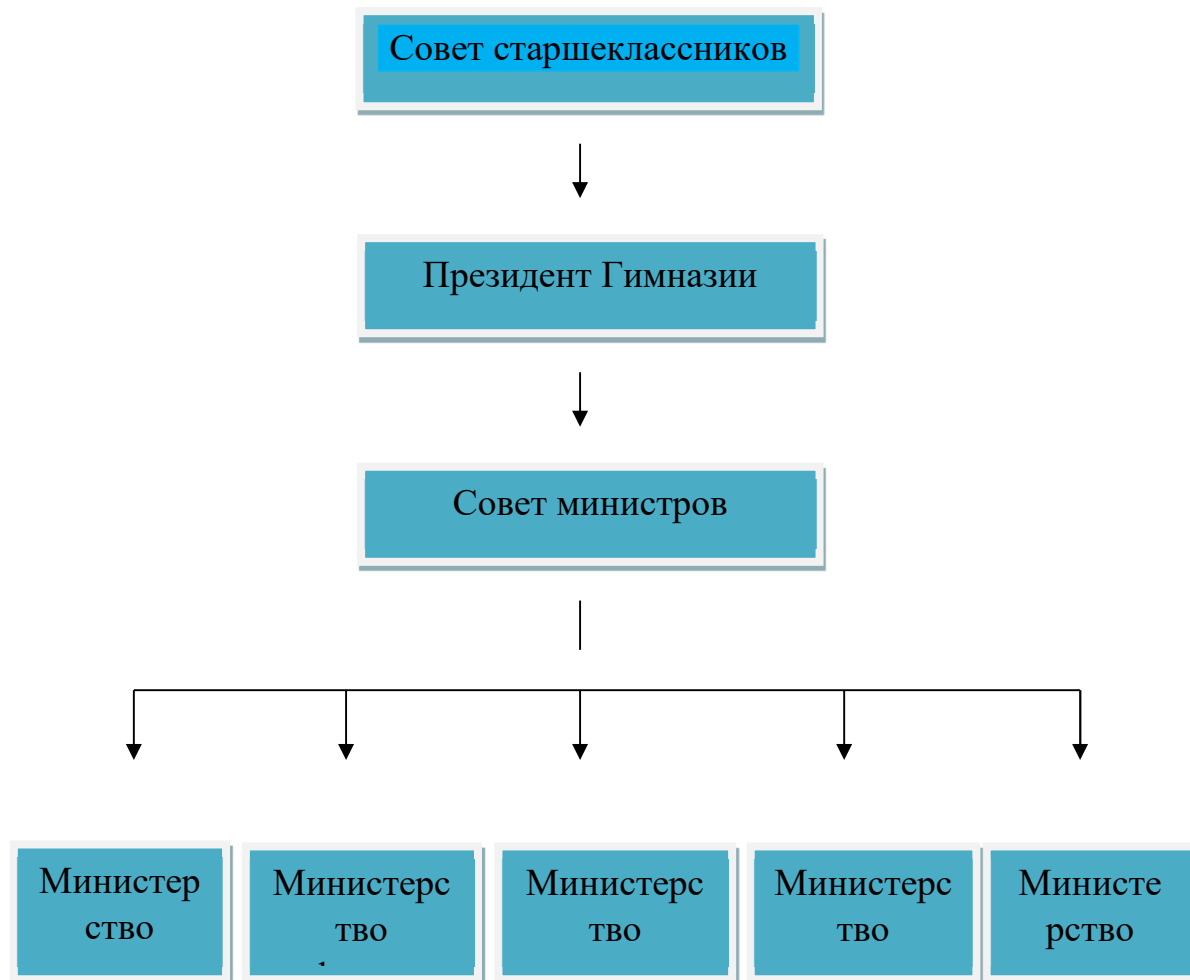 Совет старшеклассников
Президент Гимназии
Совет министров
Министер
ство
Министерс
тво
Министерс
тво
Министерс
тво
Министе
рство